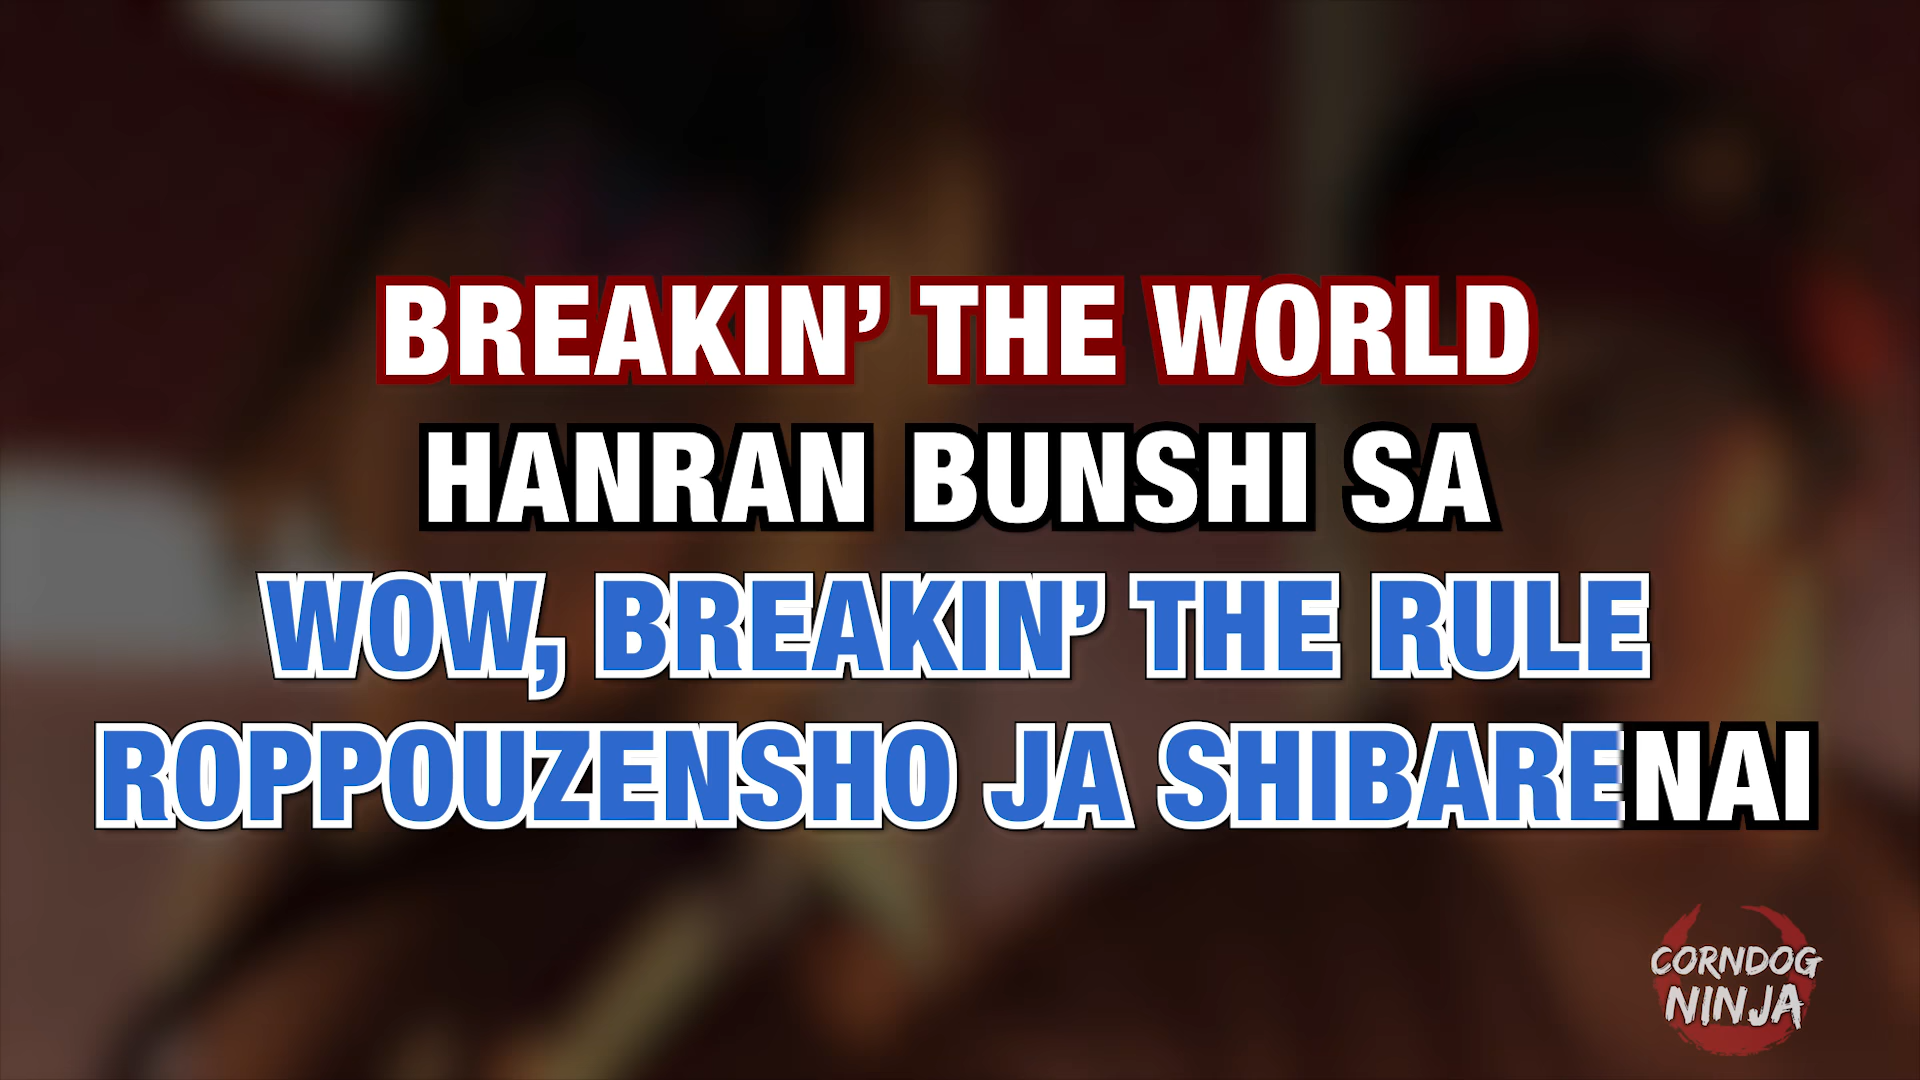 BREAKIN’ THE WORLD
HANRAN BUNSHI SA
WOW, BREAKIN’ THE RULE
ROPPOUZENSHO JA SHIBARENAI
CORNDOG
NINJA